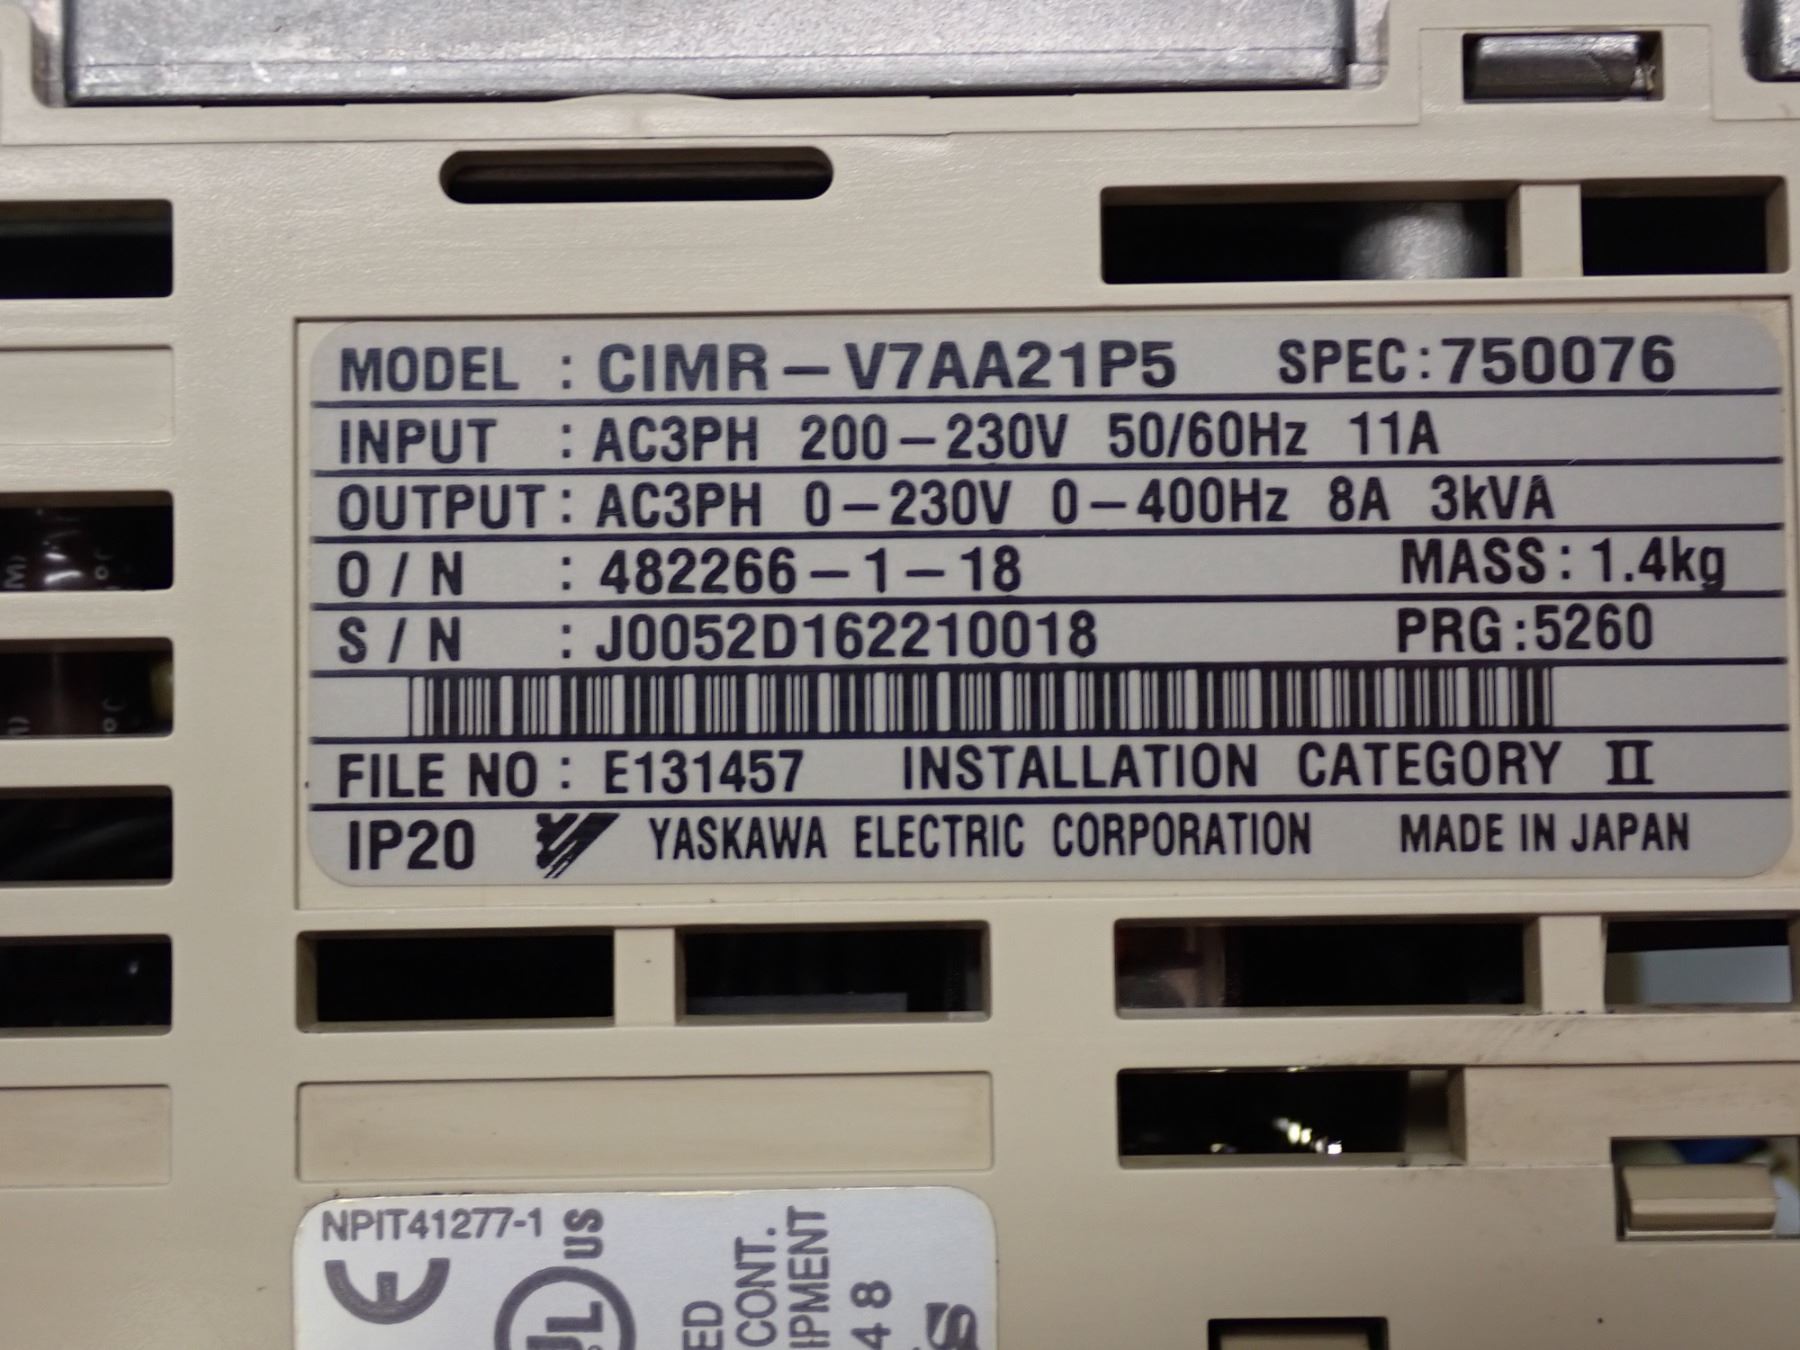 MODEL : CIMR-V7AA21P5 SPEC:750076
INPUT : AC3PH 200-230V 50/60Hz 11A
OUTPUT: AC3PH 0-230V 0-400Hz 8A 3kVA
O/N : 482266-1-18 MASS: 1.4kg
S/N : J0052D162210018 PRG:5260
FILE NO: E131457 INSTALLATION CATEGORY II
IP20 YASKAWA ELECTRIC CORPORATION MADE IN JAPAN
NPIT41277-1
CE
UL US
CONT.